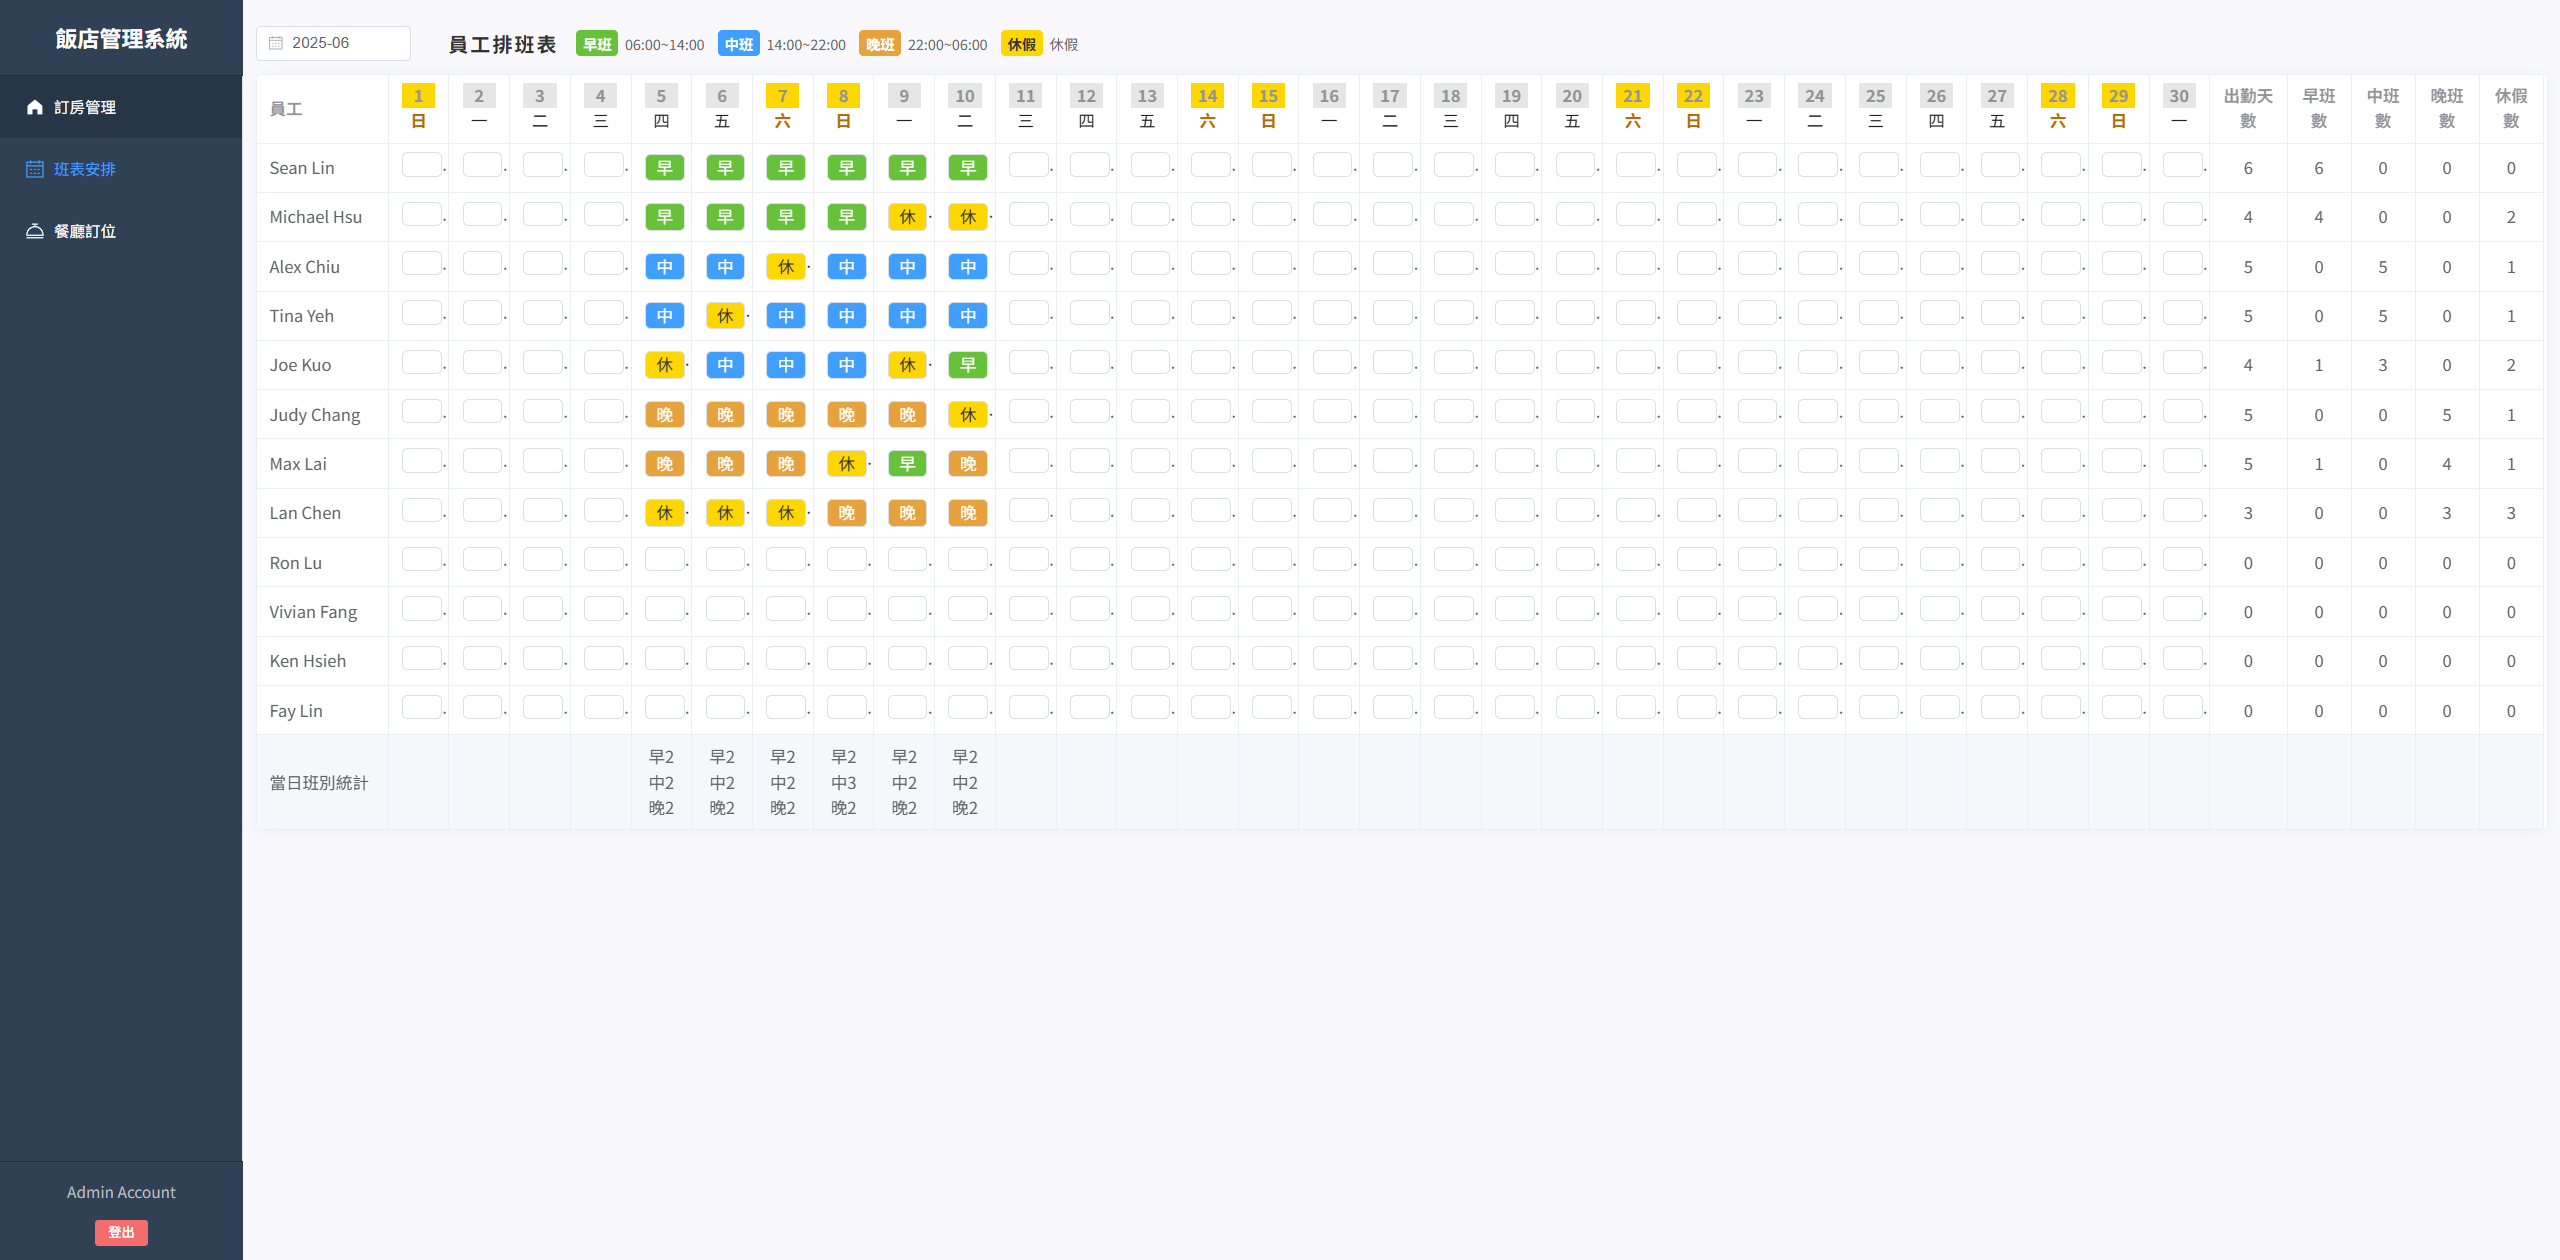 飯店管理系統
訂房管理
班表安排
餐廳訂位
Admin Account
登出
2025-06 員工排班表 早班 06:00~14:00 中班 14:00~22:00 晚班 22:00~06:00 休假 休假
員工 1 2 3 4 5 6 7 8 9 10 11 12 13 14 15 16 17 18 19 20 21 22 23 24 25 26 27 28 29 30 出勤天數 早班數 中班數 晚班數 休假數
日 一 二 三 四 五 六 日 一 二 三 四 五 六 日 一 二 三 四 五 六 日 一 二 三 四 五 六 日 一
Sean Lin 早 早 早 早 早 早 6 6 0 0 0
Michael Hsu 早 早 早 早 休 休 4 4 0 0 2
Alex Chiu 中 中 休 中 中 中 5 0 5 0 1
Tina Yeh 中 休 中 中 中 中 5 0 5 0 1
Joe Kuo 休 中 中 中 休 早 4 1 3 0 2
Judy Chang 晚 晚 晚 晚 晚 休 5 0 0 5 1
Max Lai 晚 晚 晚 休 早 晚 5 1 0 4 1
Lan Chen 休 休 休 晚 晚 晚 3 0 0 3 3
Ron Lu 0 0 0 0 0
Vivian Fang 0 0 0 0 0
Ken Hsieh 0 0 0 0 0
Fay Lin 0 0 0 0 0
當日班別統計
早2 早2 早2 早2 早2 早2
中2 中2 中2 中3 中2 中2
晚2 晚2 晚2 晚2 晚2 晚2